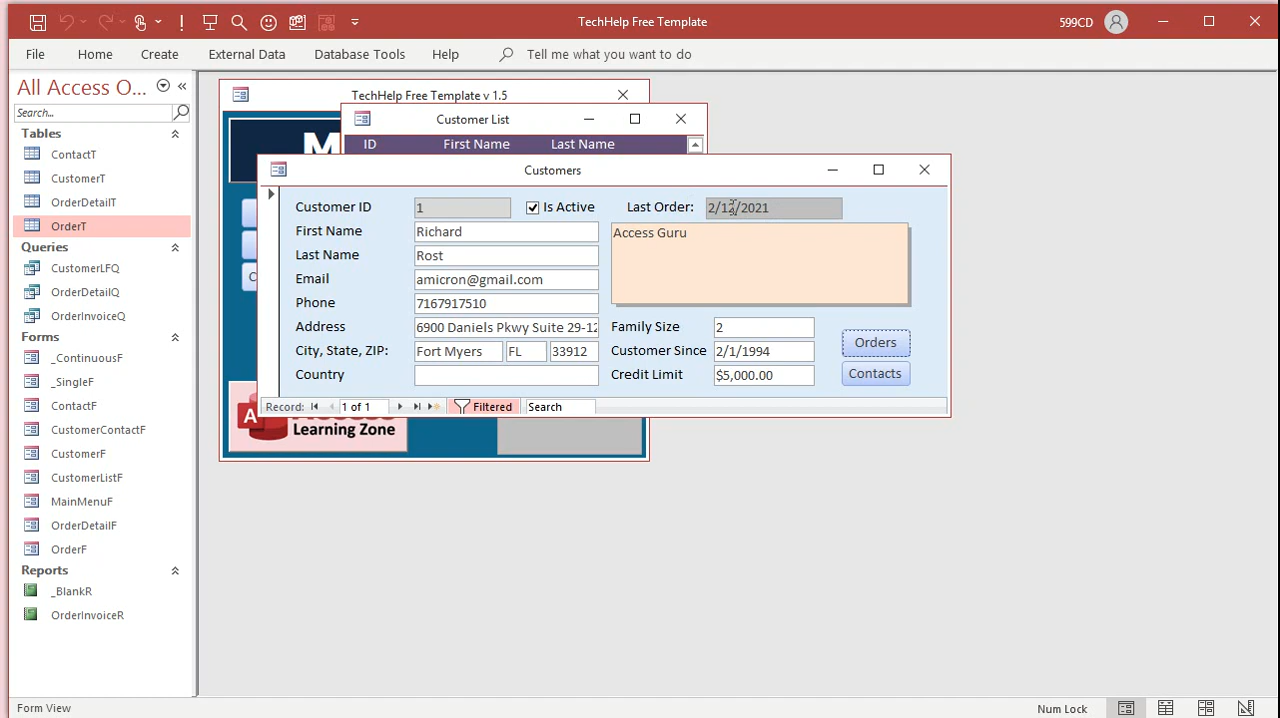 TechHelp Free Template
599CD
File Home Create External Data Database Tools Help Tell me what you want to do
All Access O...
Search...
Tables
ContactT
CustomerT
OrderDetailT
OrderT
Queries
CustomerLFQ
OrderDetailQ
OrderInvoiceQ
Forms
_ContinuousF
_SingleF
ContactF
CustomerContactF
CustomerF
CustomerListF
MainMenuF
OrderDetailF
OrderF
Reports
_BlankR
OrderInvoiceR
TechHelp Free Template v 1.5
Customer List
ID First Name Last Name
Customers
Customer ID 1 Is Active Last Order:
First Name Richard Access Guru
Last Name Rost
Email amicron@gmail.com
Phone 7167917510
Address 6900 Daniels Pkwy Suite 29-12 Family Size 2
City, State, ZIP: Fort Myers FL 33912 Customer Since 2/1/1994
Country Credit Limit $5,000.00
Orders
Contacts
Record: 1 of 1 Filtered Search
Learning Zone
Form View
Num Lock